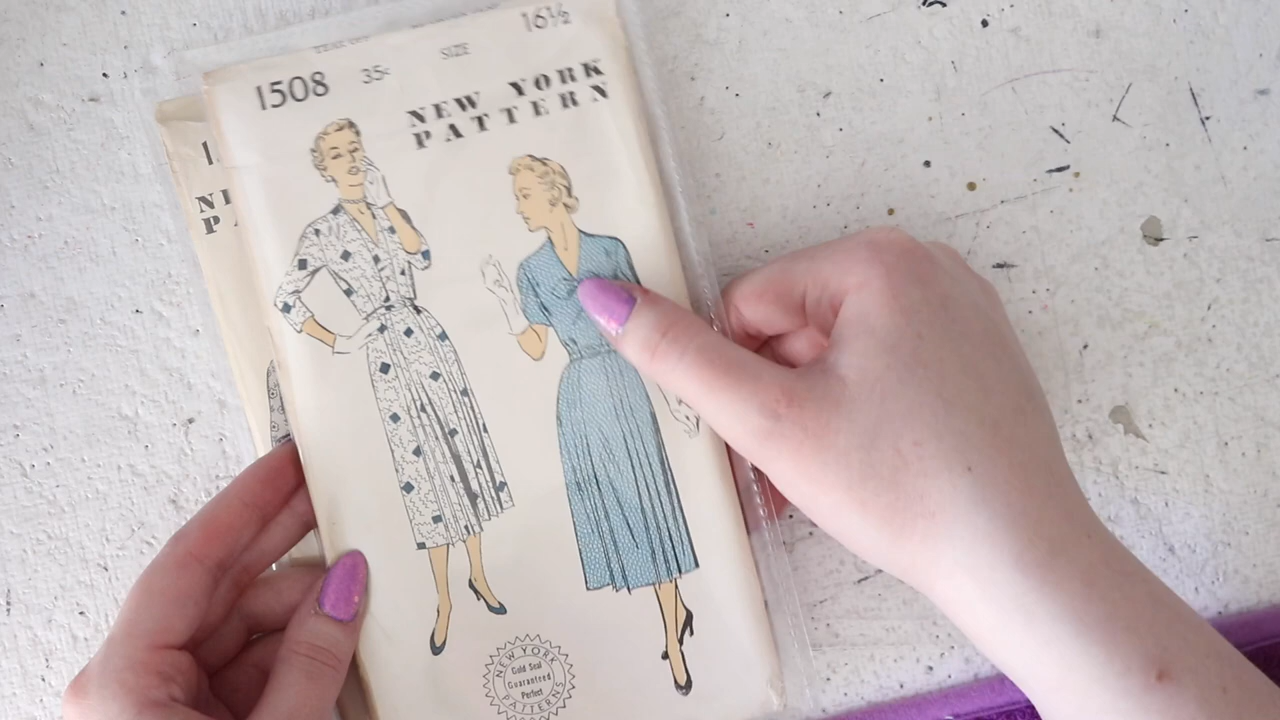 1508 35¢ SIZE 16½
NEW YORK
PATTERN
NEW YORK
Gold Seal
Guaranteed
Perfect
PATTERNS